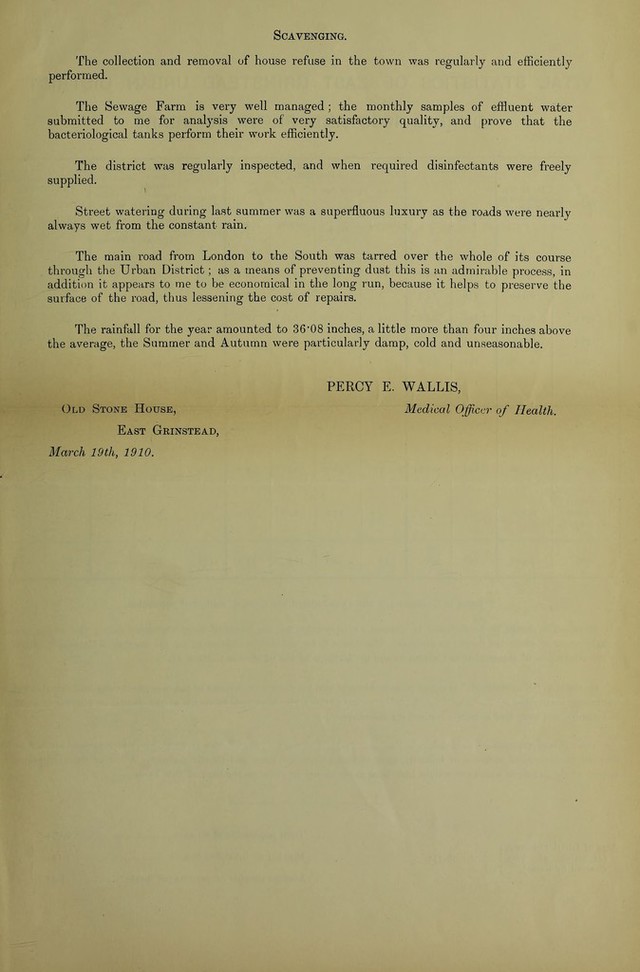 Scavenging.
The collection and removal of house refuse in the town was regularly and efficiently
performed.
The Sewage Farm is very well managed ; the monthly samples of effluent water
submitted to me for analysis were of very satisfactory quality, and prove that the
bacteriological tanks perform their work efficiently.
The district was regularly inspected, and when required disinfectants were freely
supplied.
Street watering during last summer was a superfluous luxury as the roads were nearly
always wet from the constant rain.
The main road from London to the South was tarred over the whole of its course
through the Urban District ; as a means of preventing dust this is an admirable process, in
addition it appears to me to be economical in the long run, because it helps to preserve the
surface of the road, thus lessening the cost of repairs.
The rainfall for the year amounted to 36·08 inches, a little more than four inches above
the average, the Summer and Autumn were particularly damp, cold and unseasonable.
PERCY E. WALLIS,
Old Stone House, Medical Officer of Health.
East Grinstead,
March 19th, 1910.